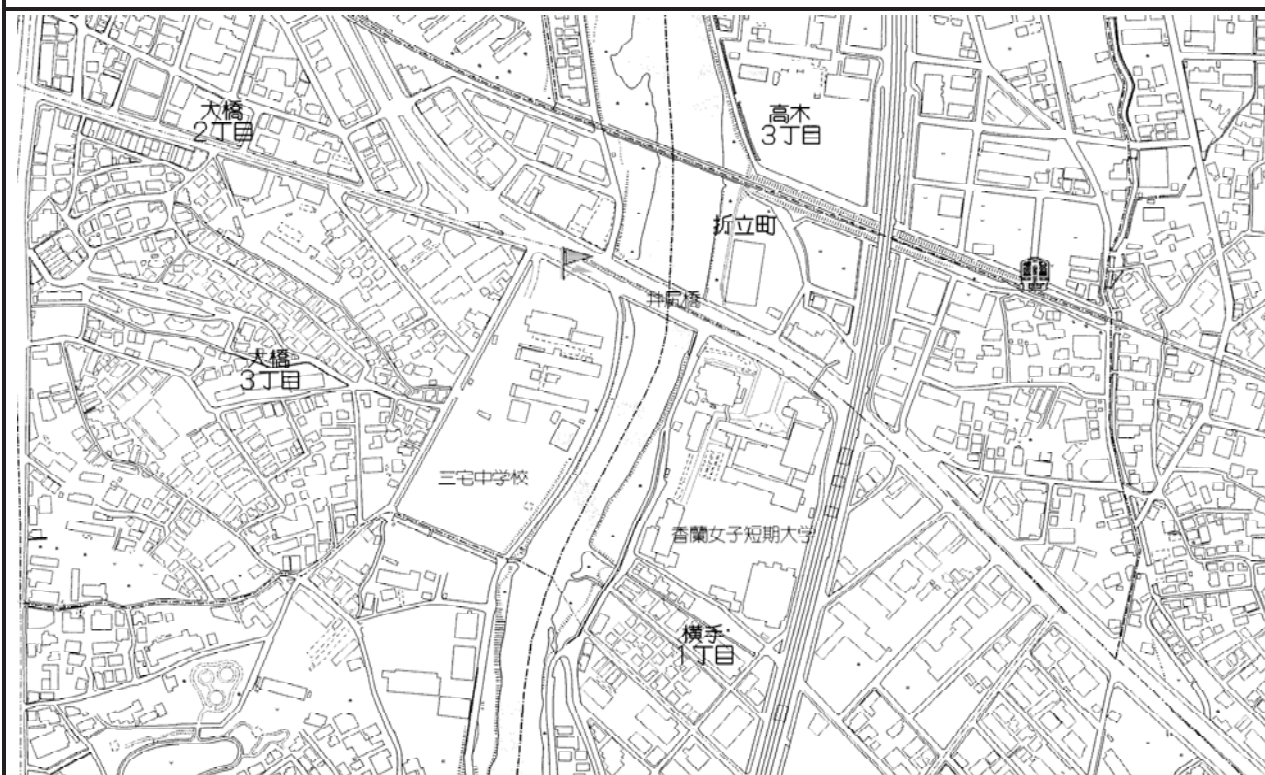 大橋
2丁目
高木
3丁目
折立町
井尻橋
大橋
3丁目
三宅中学校
香蘭女子短期大学
横手
1丁目